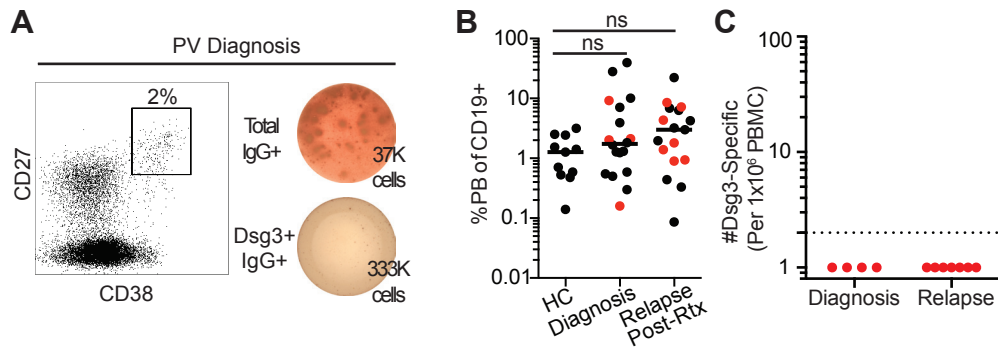 A
PV Diagnosis
2%
CD27
CD38
Total
IgG+
37K
cells
Dsg3+
IgG+
333K
cells
B
ns
ns
%PB of CD19+
100
10
1
0.1
0.01
HC
Diagnosis
Relapse
Post-Rtx
C
#Dsg3-Specific
(Per 1x10⁶ PBMC)
100
10
1
Diagnosis
Relapse